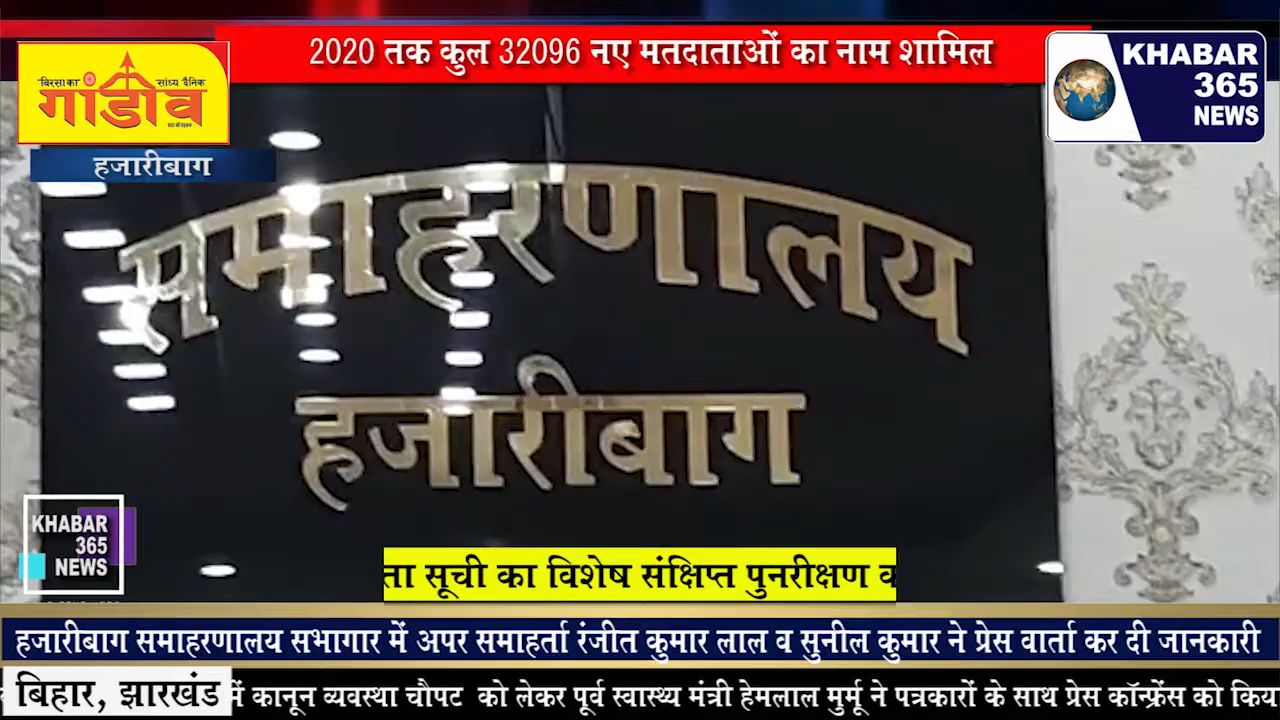 2020 तक कुल 32096 नए मतदाताओं का नाम शामिल
बिरसा का सांध्य दैनिक
गांडीव
KHABAR
365
NEWS
हजारीबाग
समाहरणालय
हजारीबाग
KHABAR
365
NEWS
ता सूची का विशेष संक्षिप्त पुनरीक्षण
हजारीबाग समाहरणालय सभागार में अपर समाहर्ता रंजीत कुमार लाल व सुनील कुमार ने प्रेस वार्ता कर दी जानकारी
बिहार, झारखंड में कानून व्यवस्था चौपट को लेकर पूर्व स्वास्थ्य मंत्री हेमलाल मुर्मू ने पत्रकारों के साथ प्रेस कॉन्फ्रेंस को किया